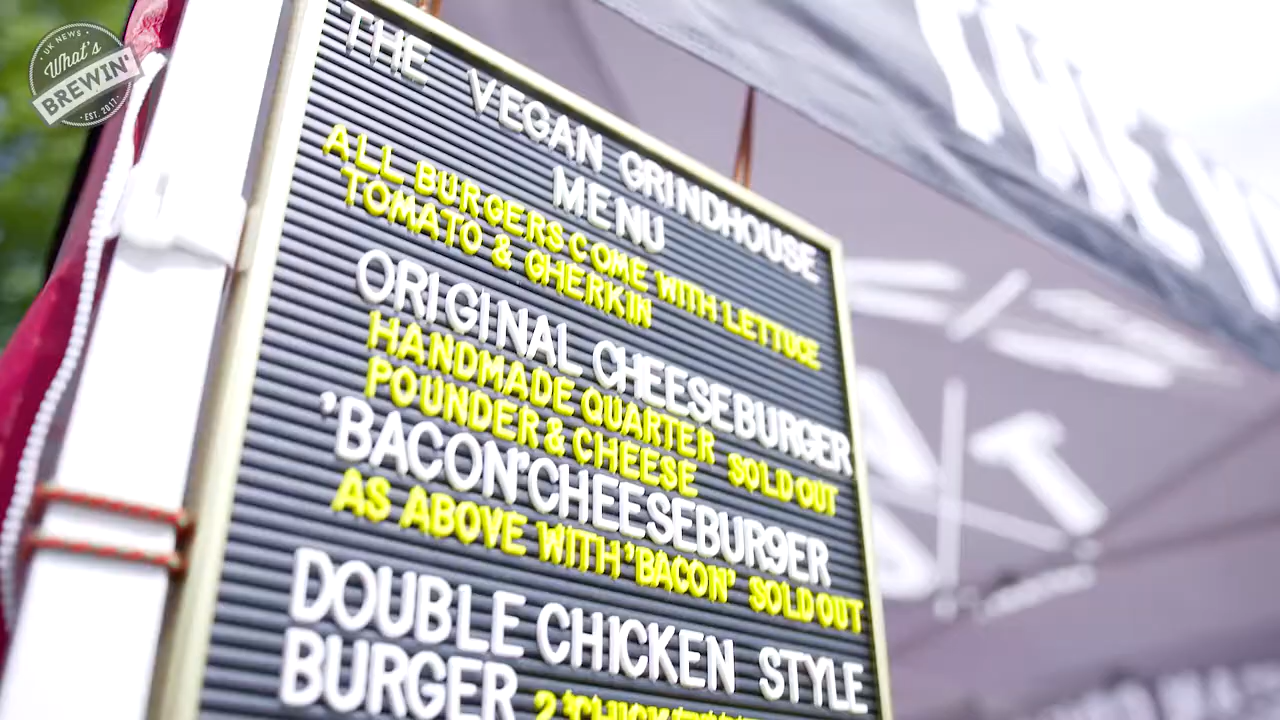 UK NEWS
What's
BREWIN'
EST. 2017
THE VEGAN GRINDHOUSE
MENU
ALL BURGERS COME WITH LETTUCE
TOMATO & GHERKIN
ORIGINAL CHEESEBURGER
HANDMADE QUARTER SOLD OUT
POUNDER & CHEESE
'BACON'CHEESEBUR9ER
AS ABOVE WITH 'BACON' SOLD OUT
DOUBLE CHICKEN STYLE
BURGER